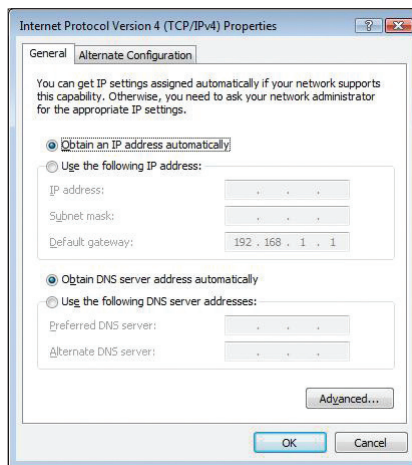 Internet Protocol Version 4 (TCP/IPv4) Properties
General
Alternate Configuration
You can get IP settings assigned automatically if your network supports
this capability. Otherwise, you need to ask your network administrator
for the appropriate IP settings.
Obtain an IP address automatically
Use the following IP address:
IP address: . . .
Subnet mask: . . .
Default gateway: 192 . 168 . 1 . 1
Obtain DNS server address automatically
Use the following DNS server addresses:
Preferred DNS server: . . .
Alternate DNS server: . . .
Advanced...
OK Cancel